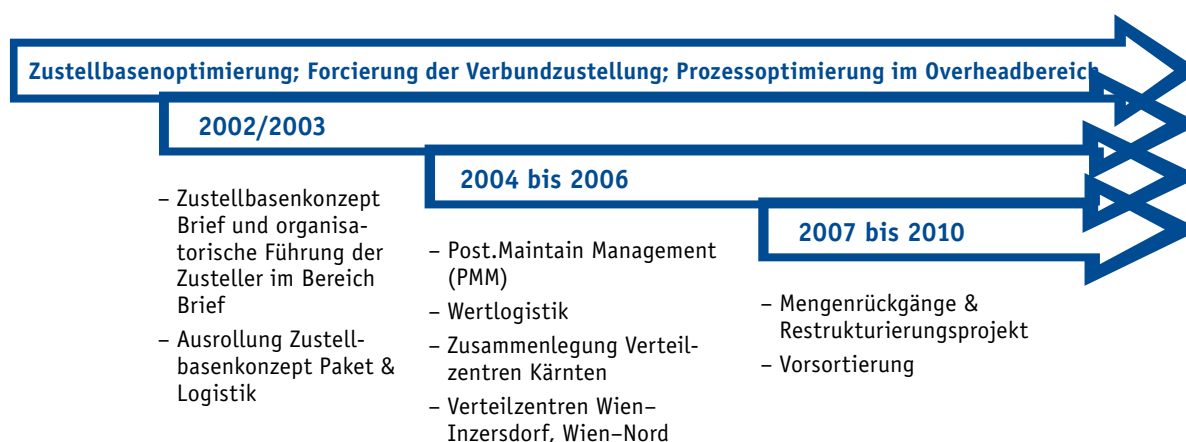 Zustellbasenoptimierung; Forcierung der Verbundzustellung; Prozessoptimierung im Overheadbereich
2002/2003
– Zustellbasenkonzept
Brief und organisa-
torische Führung der
Zusteller im Bereich
Brief
– Ausrollung Zustell-
basenkonzept Paket &
Logistik
2004 bis 2006
– Post.Maintain Management
(PMM)
– Wertlogistik
– Zusammenlegung Verteil-
zentren Kärnten
– Verteilzentren Wien–
Inzersdorf, Wien–Nord
2007 bis 2010
– Mengenrückgänge &
Restrukturierungsprojekt
– Vorsortierung